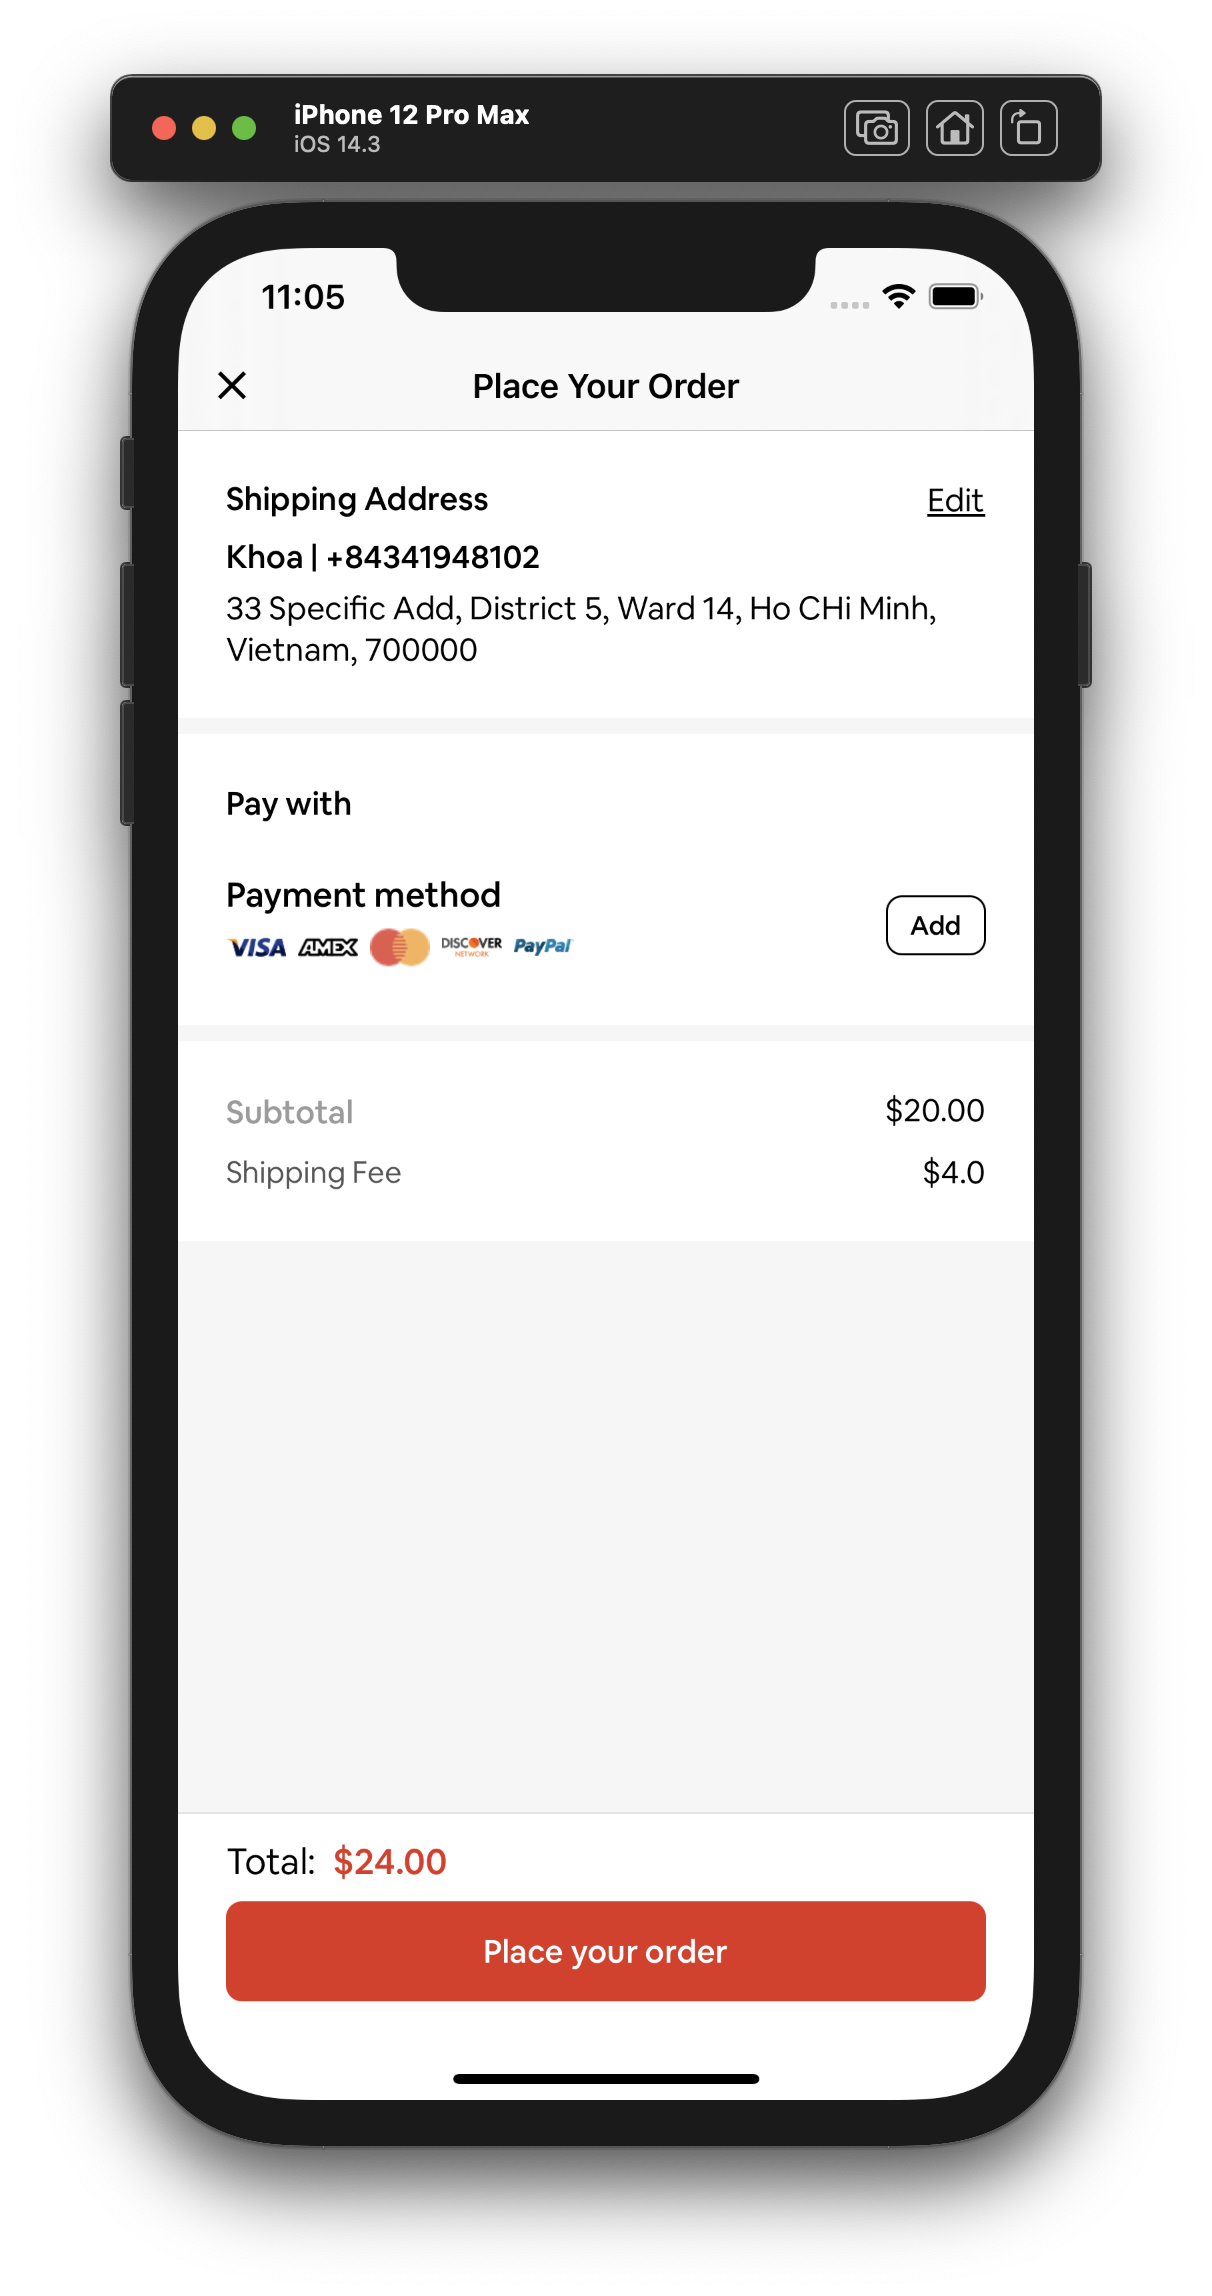 iPhone 12 Pro Max
iOS 14.3
11:05
Place Your Order
Shipping Address
Edit
Khoa | +84341948102
33 Specific Add, District 5, Ward 14, Ho CHi Minh,
Vietnam, 700000
Pay with
Payment method
Add
VISA AMEX DISCOVER NETWORK PayPal
Subtotal
$20.00
Shipping Fee
$4.0
Total: $24.00
Place your order